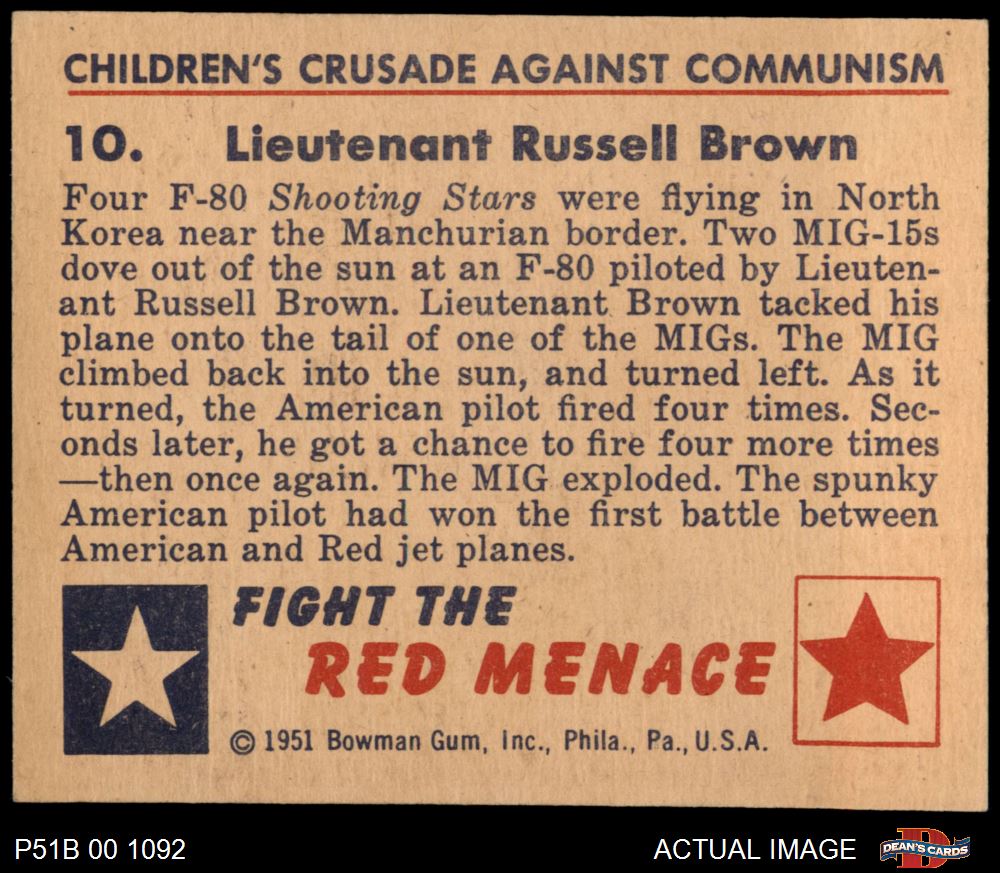 CHILDREN'S CRUSADE AGAINST COMMUNISM
10. Lieutenant Russell Brown
Four F-80 Shooting Stars were flying in North
Korea near the Manchurian border. Two MIG-15s
dove out of the sun at an F-80 piloted by Lieuten-
ant Russell Brown. Lieutenant Brown tacked his
plane onto the tail of one of the MIGs. The MIG
climbed back into the sun, and turned left. As it
turned, the American pilot fired four times. Sec-
onds later, he got a chance to fire four more times
—then once again. The MIG exploded. The spunky
American pilot had won the first battle between
American and Red jet planes.
FIGHT THE
RED MENACE
© 1951 Bowman Gum, Inc., Phila., Pa., U.S.A.
P51B 00 1092
ACTUAL IMAGE
D
DEAN'S CARDS